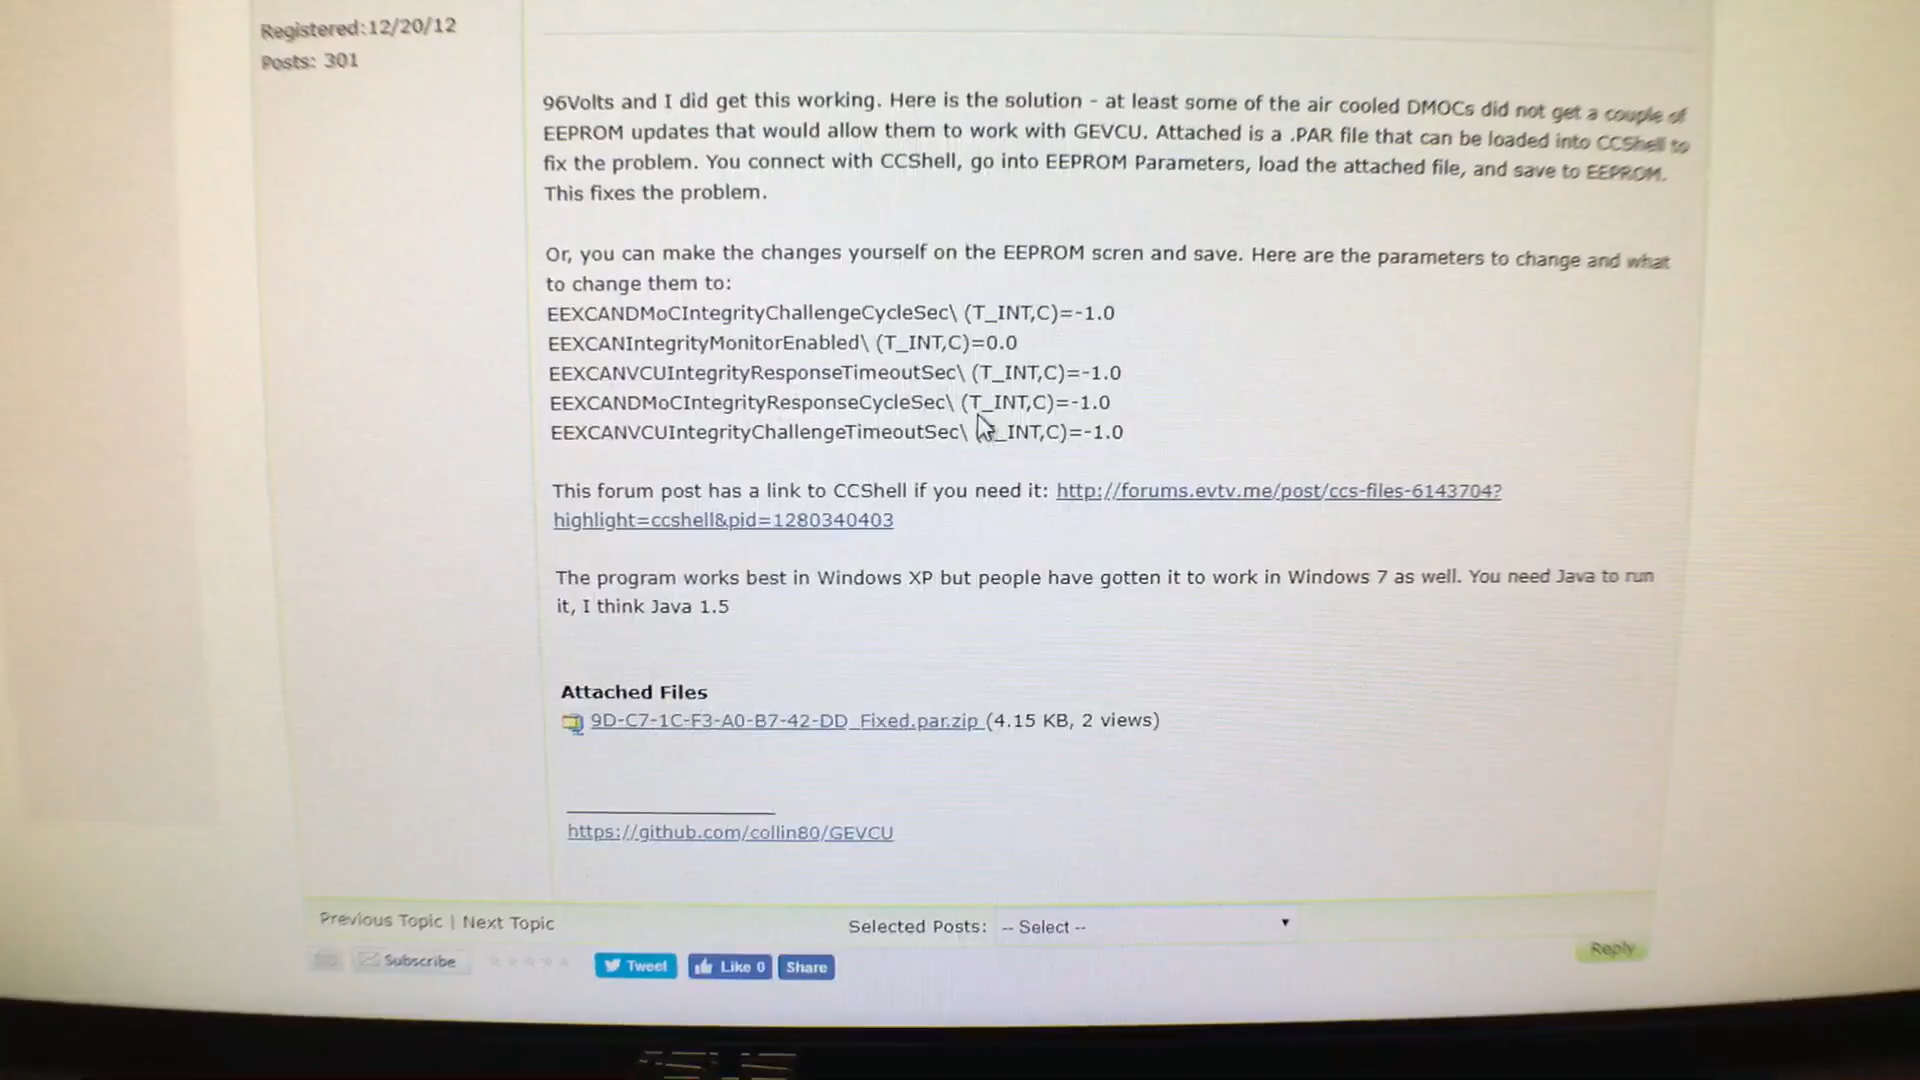 Registered:12/20/12
Posts: 301
96Volts and I did get this working. Here is the solution - at least some of the air cooled DMOCs did not get a couple of
EEPROM updates that would allow them to work with GEVCU. Attached is a .PAR file that can be loaded into CCShell to
fix the problem. You connect with CCShell, go into EEPROM Parameters, load the attached file, and save to EEPROM.
This fixes the problem.
Or, you can make the changes yourself on the EEPROM scren and save. Here are the parameters to change and what
to change them to:
EEXCANDMoCIntegrityChallengeCycleSec\ (T_INT,C)=-1.0
EEXCANIntegrityMonitorEnabled\ (T_INT,C)=0.0
EEXCANVCUIntegrityResponseTimeoutSec\ (T_INT,C)=-1.0
EEXCANDMoCIntegrityResponseCycleSec\ (T_INT,C)=-1.0
EEXCANVCUIntegrityChallengeTimeoutSec\ (T_INT,C)=-1.0
This forum post has a link to CCShell if you need it: http://forums.evtv.me/post/ccs-files-6143704?
highlight=ccshell&pid=1280340403
The program works best in Windows XP but people have gotten it to work in Windows 7 as well. You need Java to run
it, I think Java 1.5
Attached Files
9D-C7-1C-F3-A0-B7-42-DD_Fixed.par.zip (4.15 KB, 2 views)
https://github.com/collin80/GEVCU
Previous Topic | Next Topic
Selected Posts: -- Select --
Reply
Subscribe
Tweet
Like 0
Share